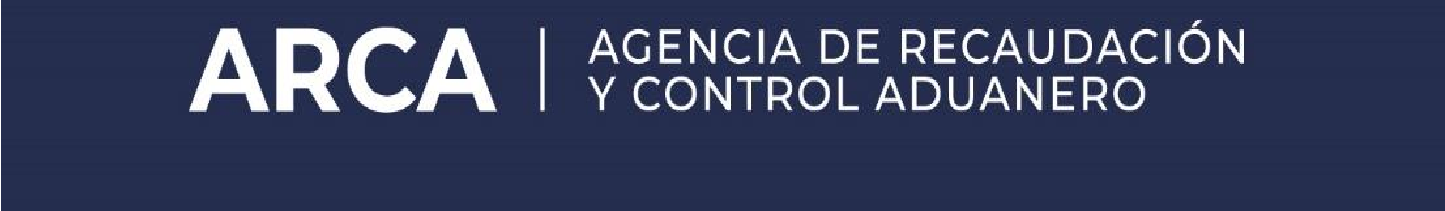 ARCA
AGENCIA DE RECAUDACIÓN
Y CONTROL ADUANERO